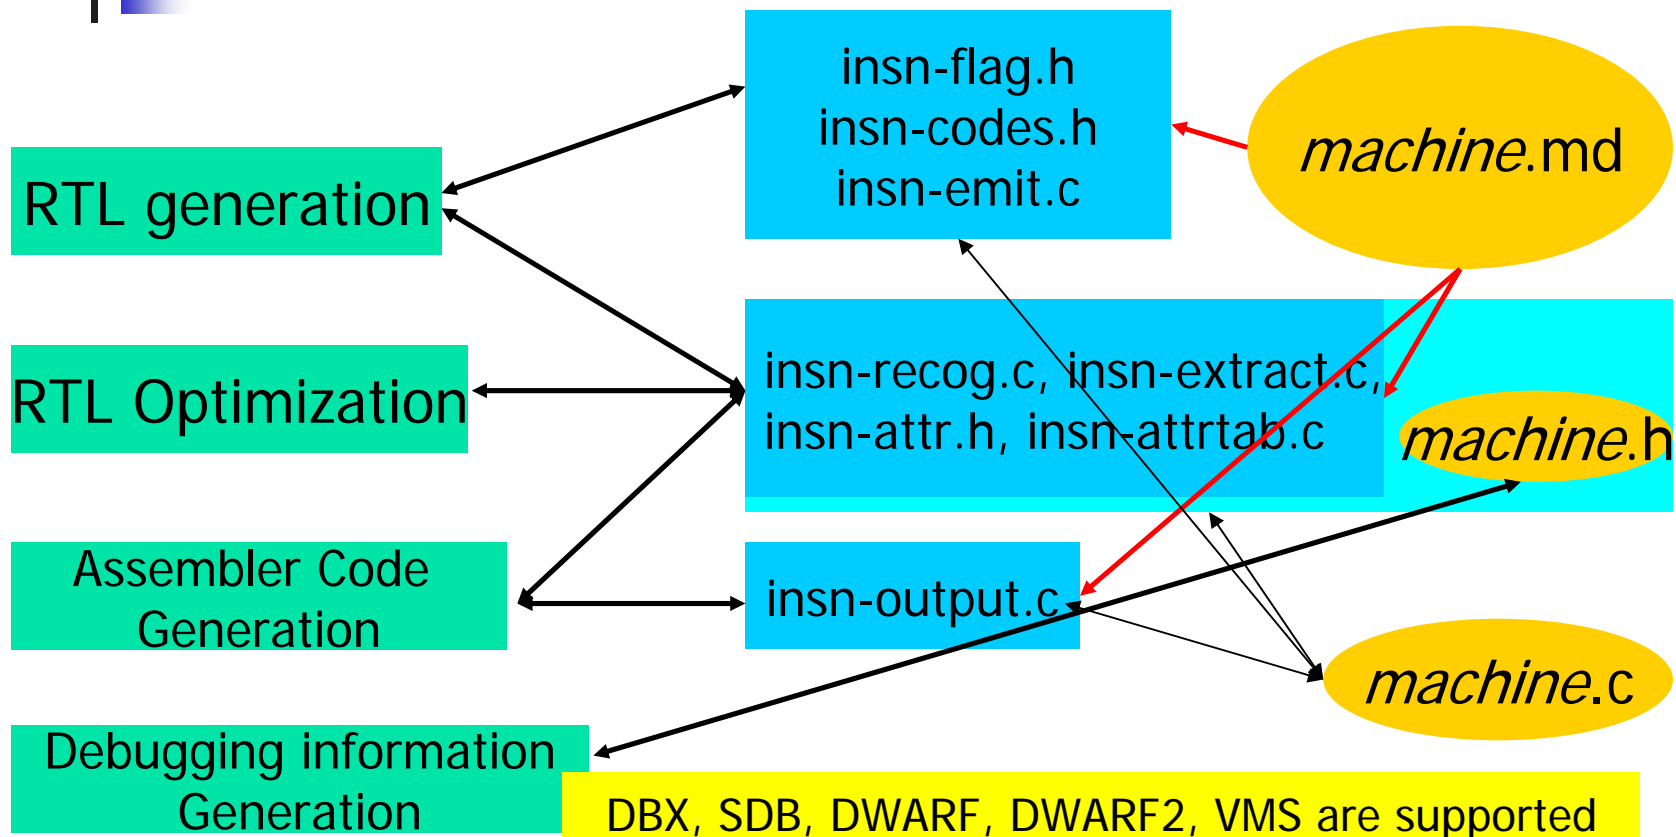 insn-flag.h
insn-codes.h
insn-emit.c
machine.md
RTL generation
RTL Optimization
insn-recog.c, insn-extract.c,
insn-attr.h, insn-attrtab.c
machine.h
Assembler Code
Generation
insn-output.c
machine.c
Debugging information
Generation
DBX, SDB, DWARF, DWARF2, VMS are supported